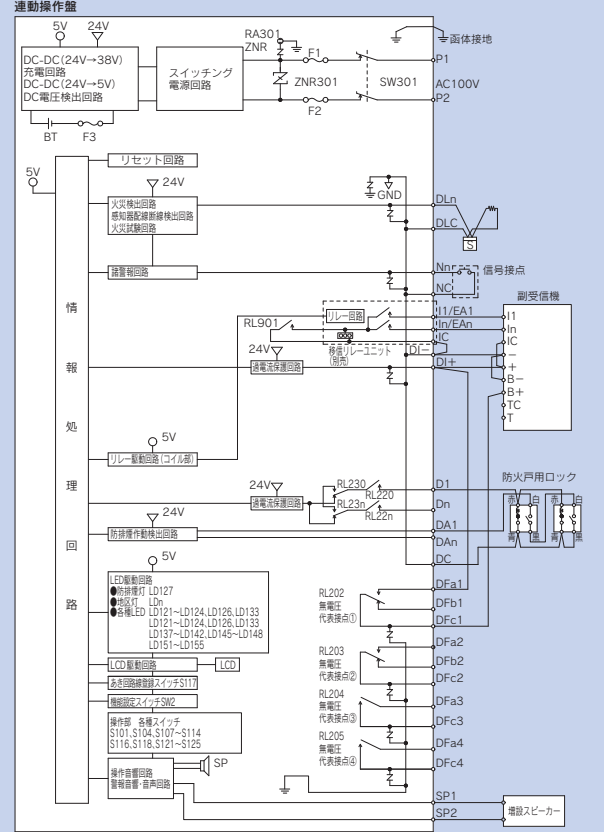 連動操作盤
5V
24V
DC-DC(24V→38V)
充電回路
DC-DC(24V→5V)
DC電圧検出回路
スイッチング
電源回路
RA301
ZNR
F1
ZNR301
SW301
F2
函体接地
P1
AC100V
P2
BT
F3
リセット回路
5V
24V
火災検出回路
感知器配線断線検出回路
火災試験回路
GND
DLn
DLC
S
諸警報回路
Nn
信号接点
NC
情報処理回路
副受信機
リレー回路
RL901
I1/EA1
In/EAn
IC
移信リレーユニット
(別売)
DI−
DI+
I1
In
IC
−
+
B−
B+
TC
T
24V
過電流保護回路
5V
リレー駆動回路(コイル部)
24V
過電流保護回路
RL230
RL220
RL23n
RL22n
D1
Dn
防火戸用ロック
赤
白
赤
白
青
黒
青
黒
24V
防排煙作動検出回路
DA1
DAn
DC
5V
LED駆動回路
●防排煙灯 LD127
●地区灯 LDn
●各種LED LD121~LD124,LD126,LD133
LD121~LD124,LD126,LD133
LD137~LD142,LD145~LD148
LD151~LD155
RL202
無電圧
代表接点①
DFa1
DFb1
DFc1
RL203
無電圧
代表接点②
DFa2
DFb2
DFc2
LCD駆動回路
LCD
あき回路線登録スイッチS117
機能設定スイッチSW2
RL204
無電圧
代表接点③
DFa3
DFc3
操作部 各種スイッチ
S101,S104,S107~S114
S116,S118,S121~S125
RL205
無電圧
代表接点④
DFa4
DFc4
操作音響回路
警報音響・音声回路
SP
SP1
SP2
増設スピーカー